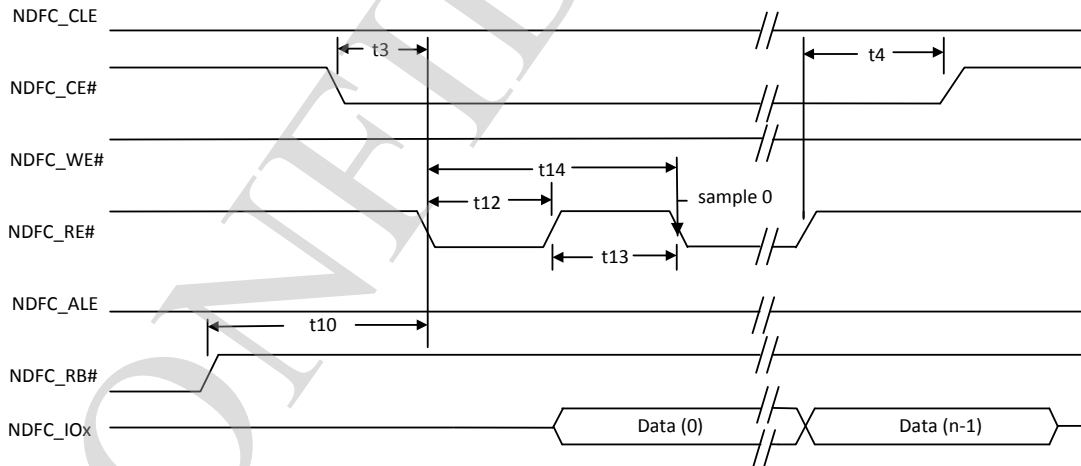 NDFC_CLE
t3
t4
NDFC_CE#
NDFC_WE#
t14
t12
sample 0
NDFC_RE#
t13
NDFC_ALE
t10
NDFC_RB#
NDFC_IOx
Data (0)
Data (n-1)